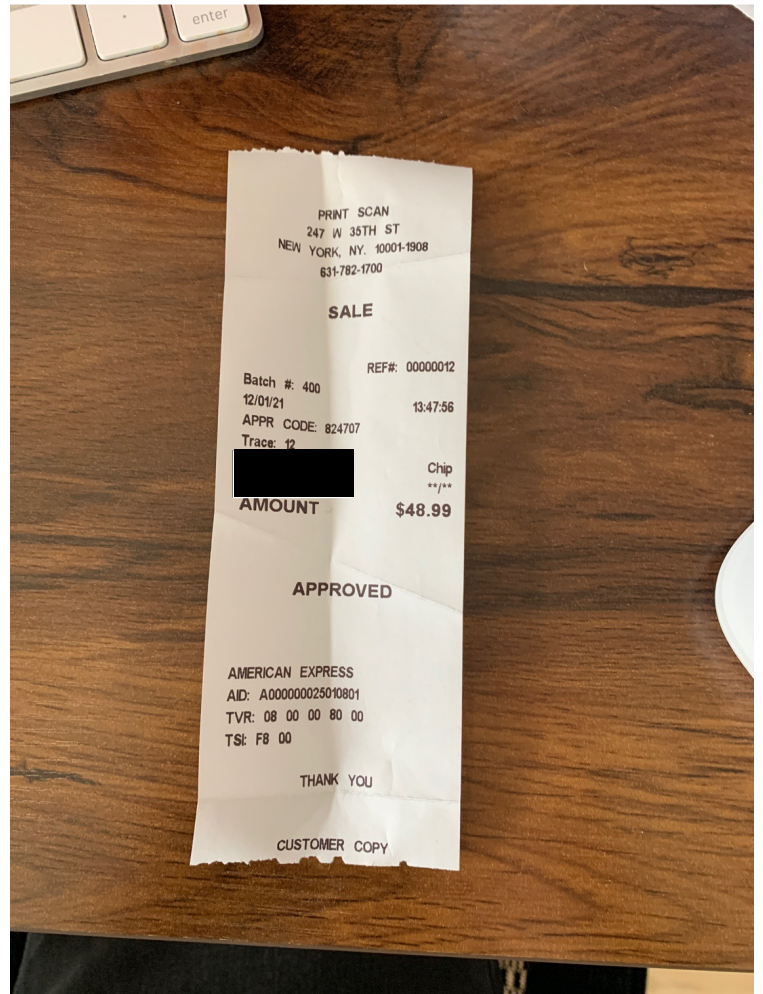 enter
PRINT SCAN
247 W 35TH ST
NEW YORK, NY. 10001-1908
631-782-1700
SALE
REF#: 00000012
Batch #: 400
12/01/21 13:47:56
APPR CODE: 824707
Trace: 12
Chip
**/**
AMOUNT $48.99
APPROVED
AMERICAN EXPRESS
AID: A000000025010801
TVR: 08 00 00 80 00
TSI: F8 00
THANK YOU
CUSTOMER COPY